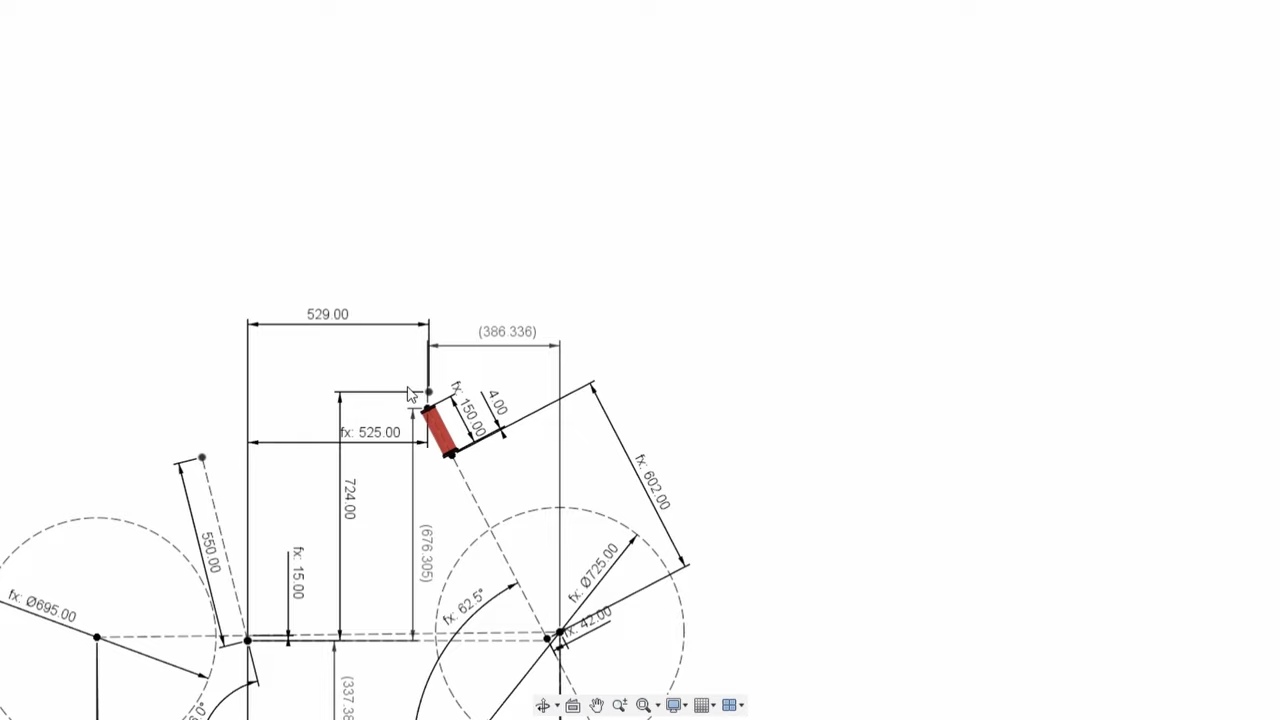 529.00
(386.336)
fx: 150.00
4.00
fx: 525.00
fx: 602.00
724.00
(676.305)
550.00
fx: 15.00
fx: Ø725.00
fx: 62.5°
fx: Ø695.00
fx: 42.00